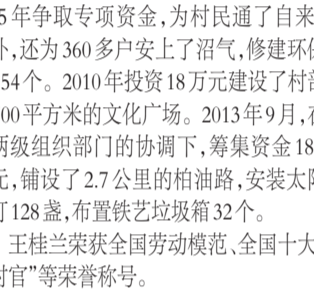 5年争取专项资金，为村民通了自来
外，还为360多户安上了沼气，修建环保
54个。2010年投资18万元建设了村部
00平方米的文化广场。2013年9月，在
两级组织部门的协调下，筹集资金18
元，铺设了2.7公里的柏油路，安装太阳
灯128盏，布置铁艺垃圾箱32个。
王桂兰荣获全国劳动模范、全国十大
村官”等荣誉称号。